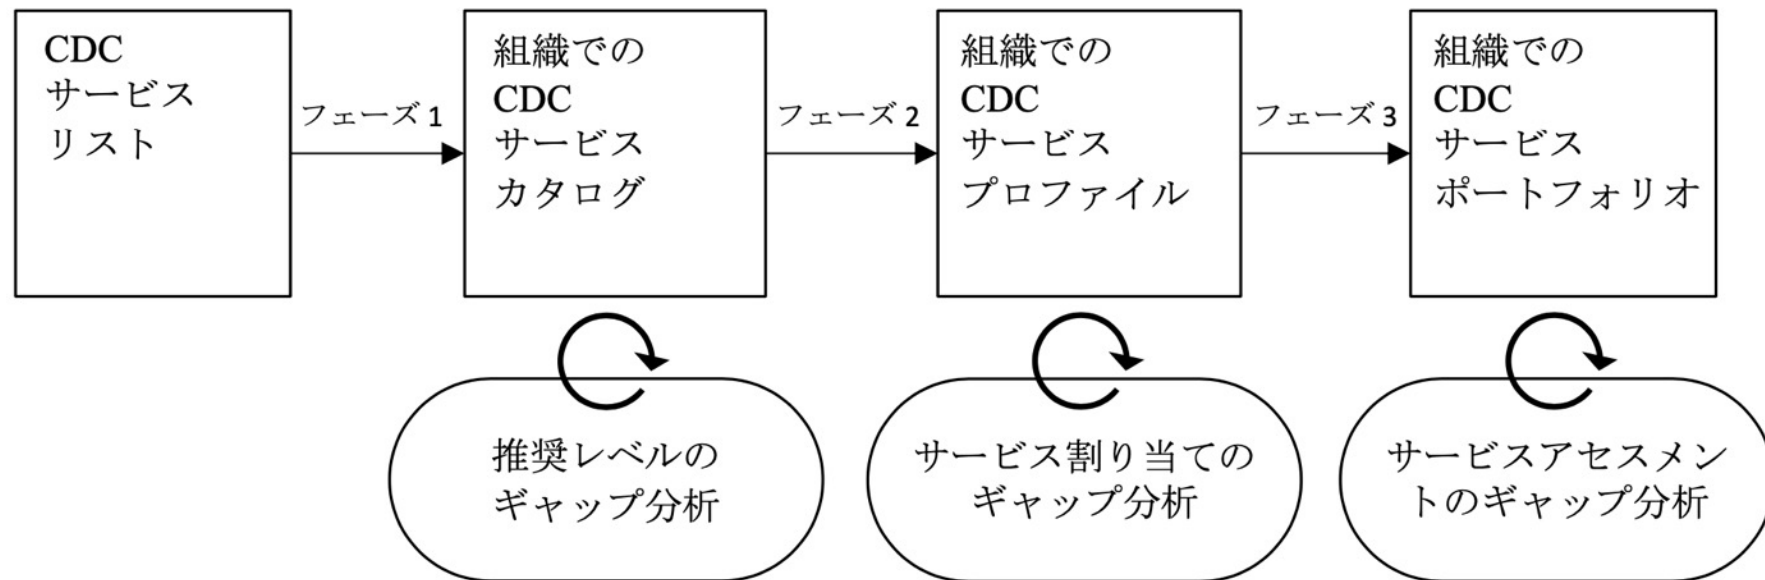 CDC
サービス
リスト
フェーズ 1
組織での
CDC
サービス
カタログ
フェーズ 2
組織での
CDC
サービス
プロファイル
フェーズ 3
組織での
CDC
サービス
ポートフォリオ
推奨レベルの
ギャップ分析
サービス割り当ての
ギャップ分析
サービスアセスメン
トのギャップ分析